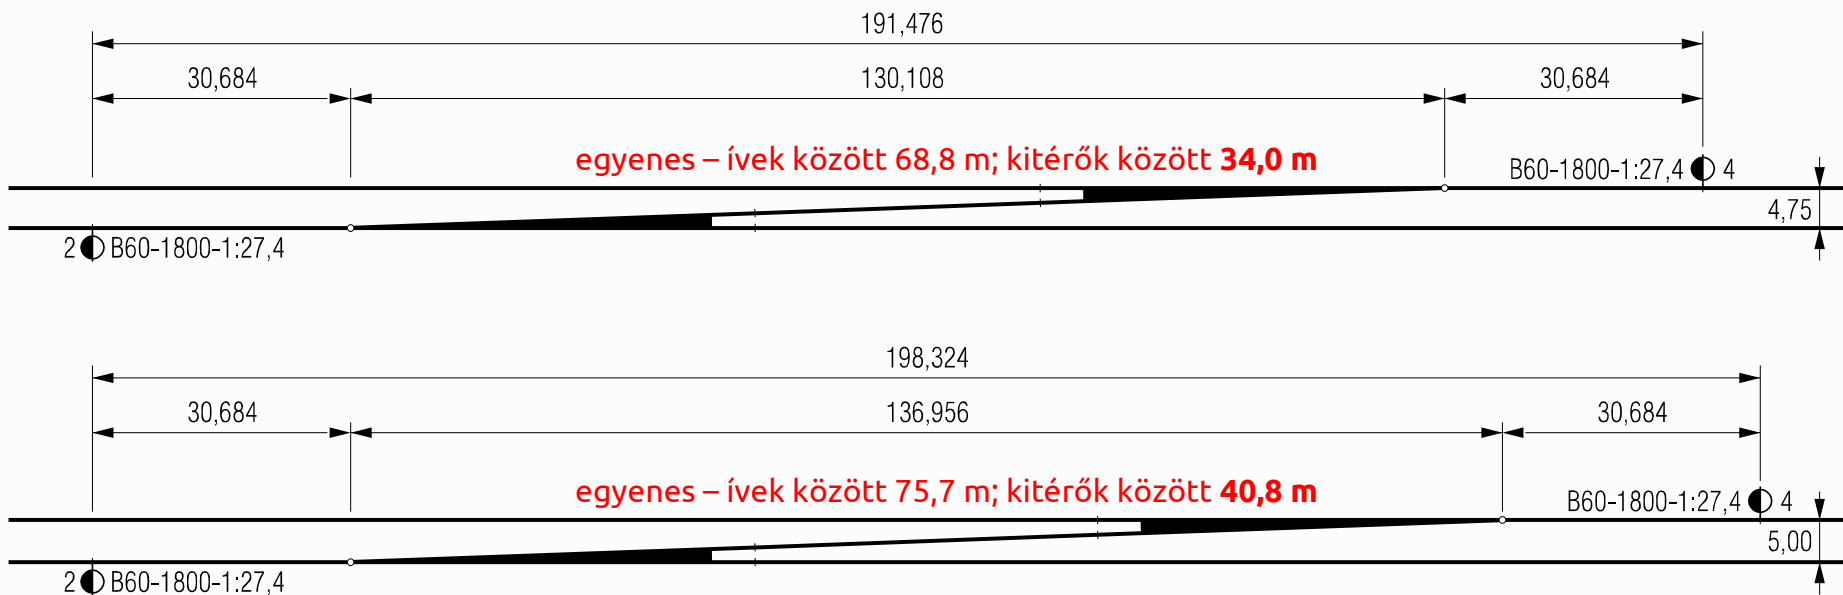 191,476
30,684 130,108 30,684
egyenes – ívek között 68,8 m; kitérők között 34,0 m
B60-1800-1:27,4 4
4,75
2 B60-1800-1:27,4
198,324
30,684 136,956 30,684
egyenes – ívek között 75,7 m; kitérők között 40,8 m
B60-1800-1:27,4 4
5,00
2 B60-1800-1:27,4